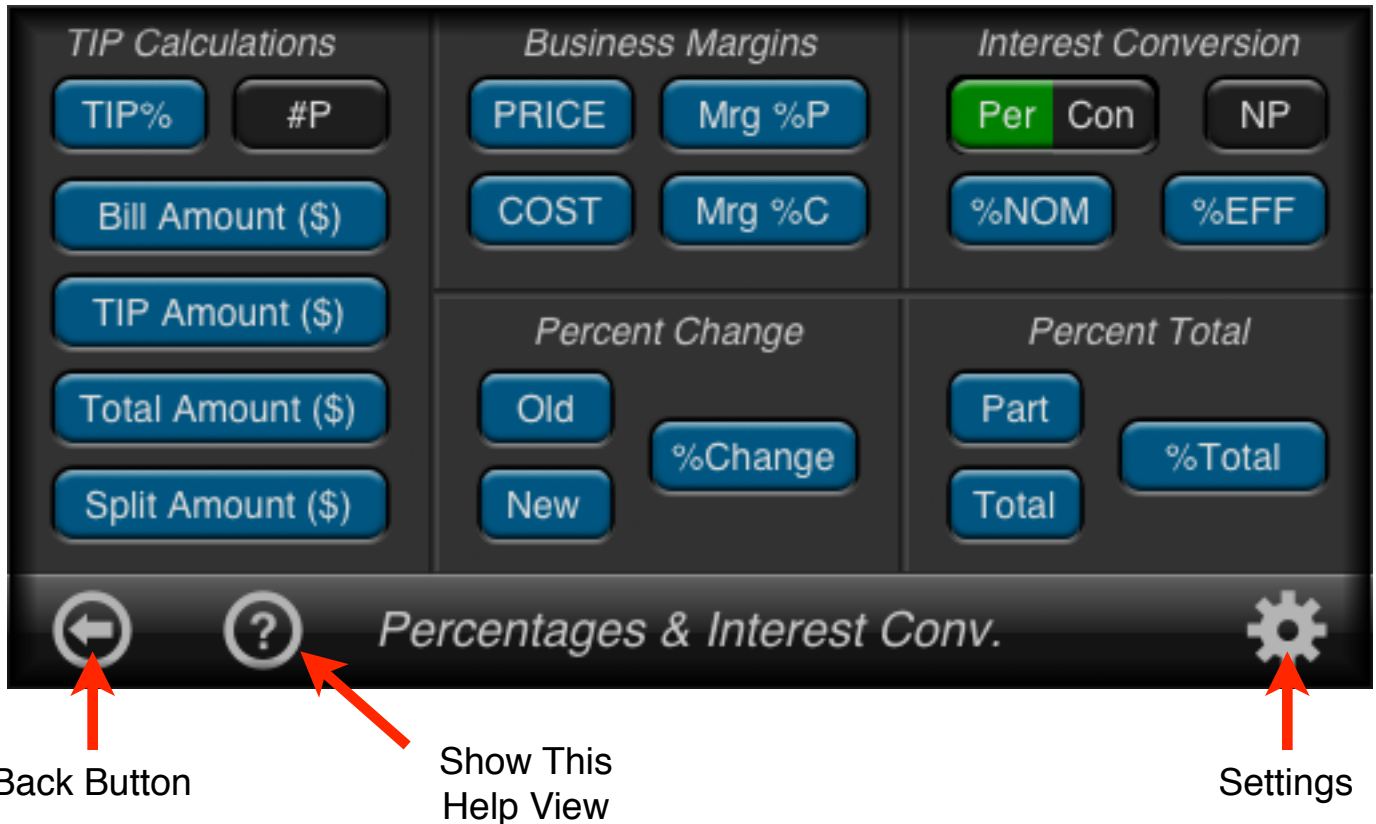 TIP Calculations
TIP% #P
Bill Amount ($)
TIP Amount ($)
Total Amount ($)
Split Amount ($)
Business Margins
PRICE Mrg %P
COST Mrg %C
Interest Conversion
Per Con NP
%NOM %EFF
Percent Change
Old
%Change
New
Percent Total
Part
%Total
Total
?
Percentages & Interest Conv.
Back Button
Show This
Help View
Settings